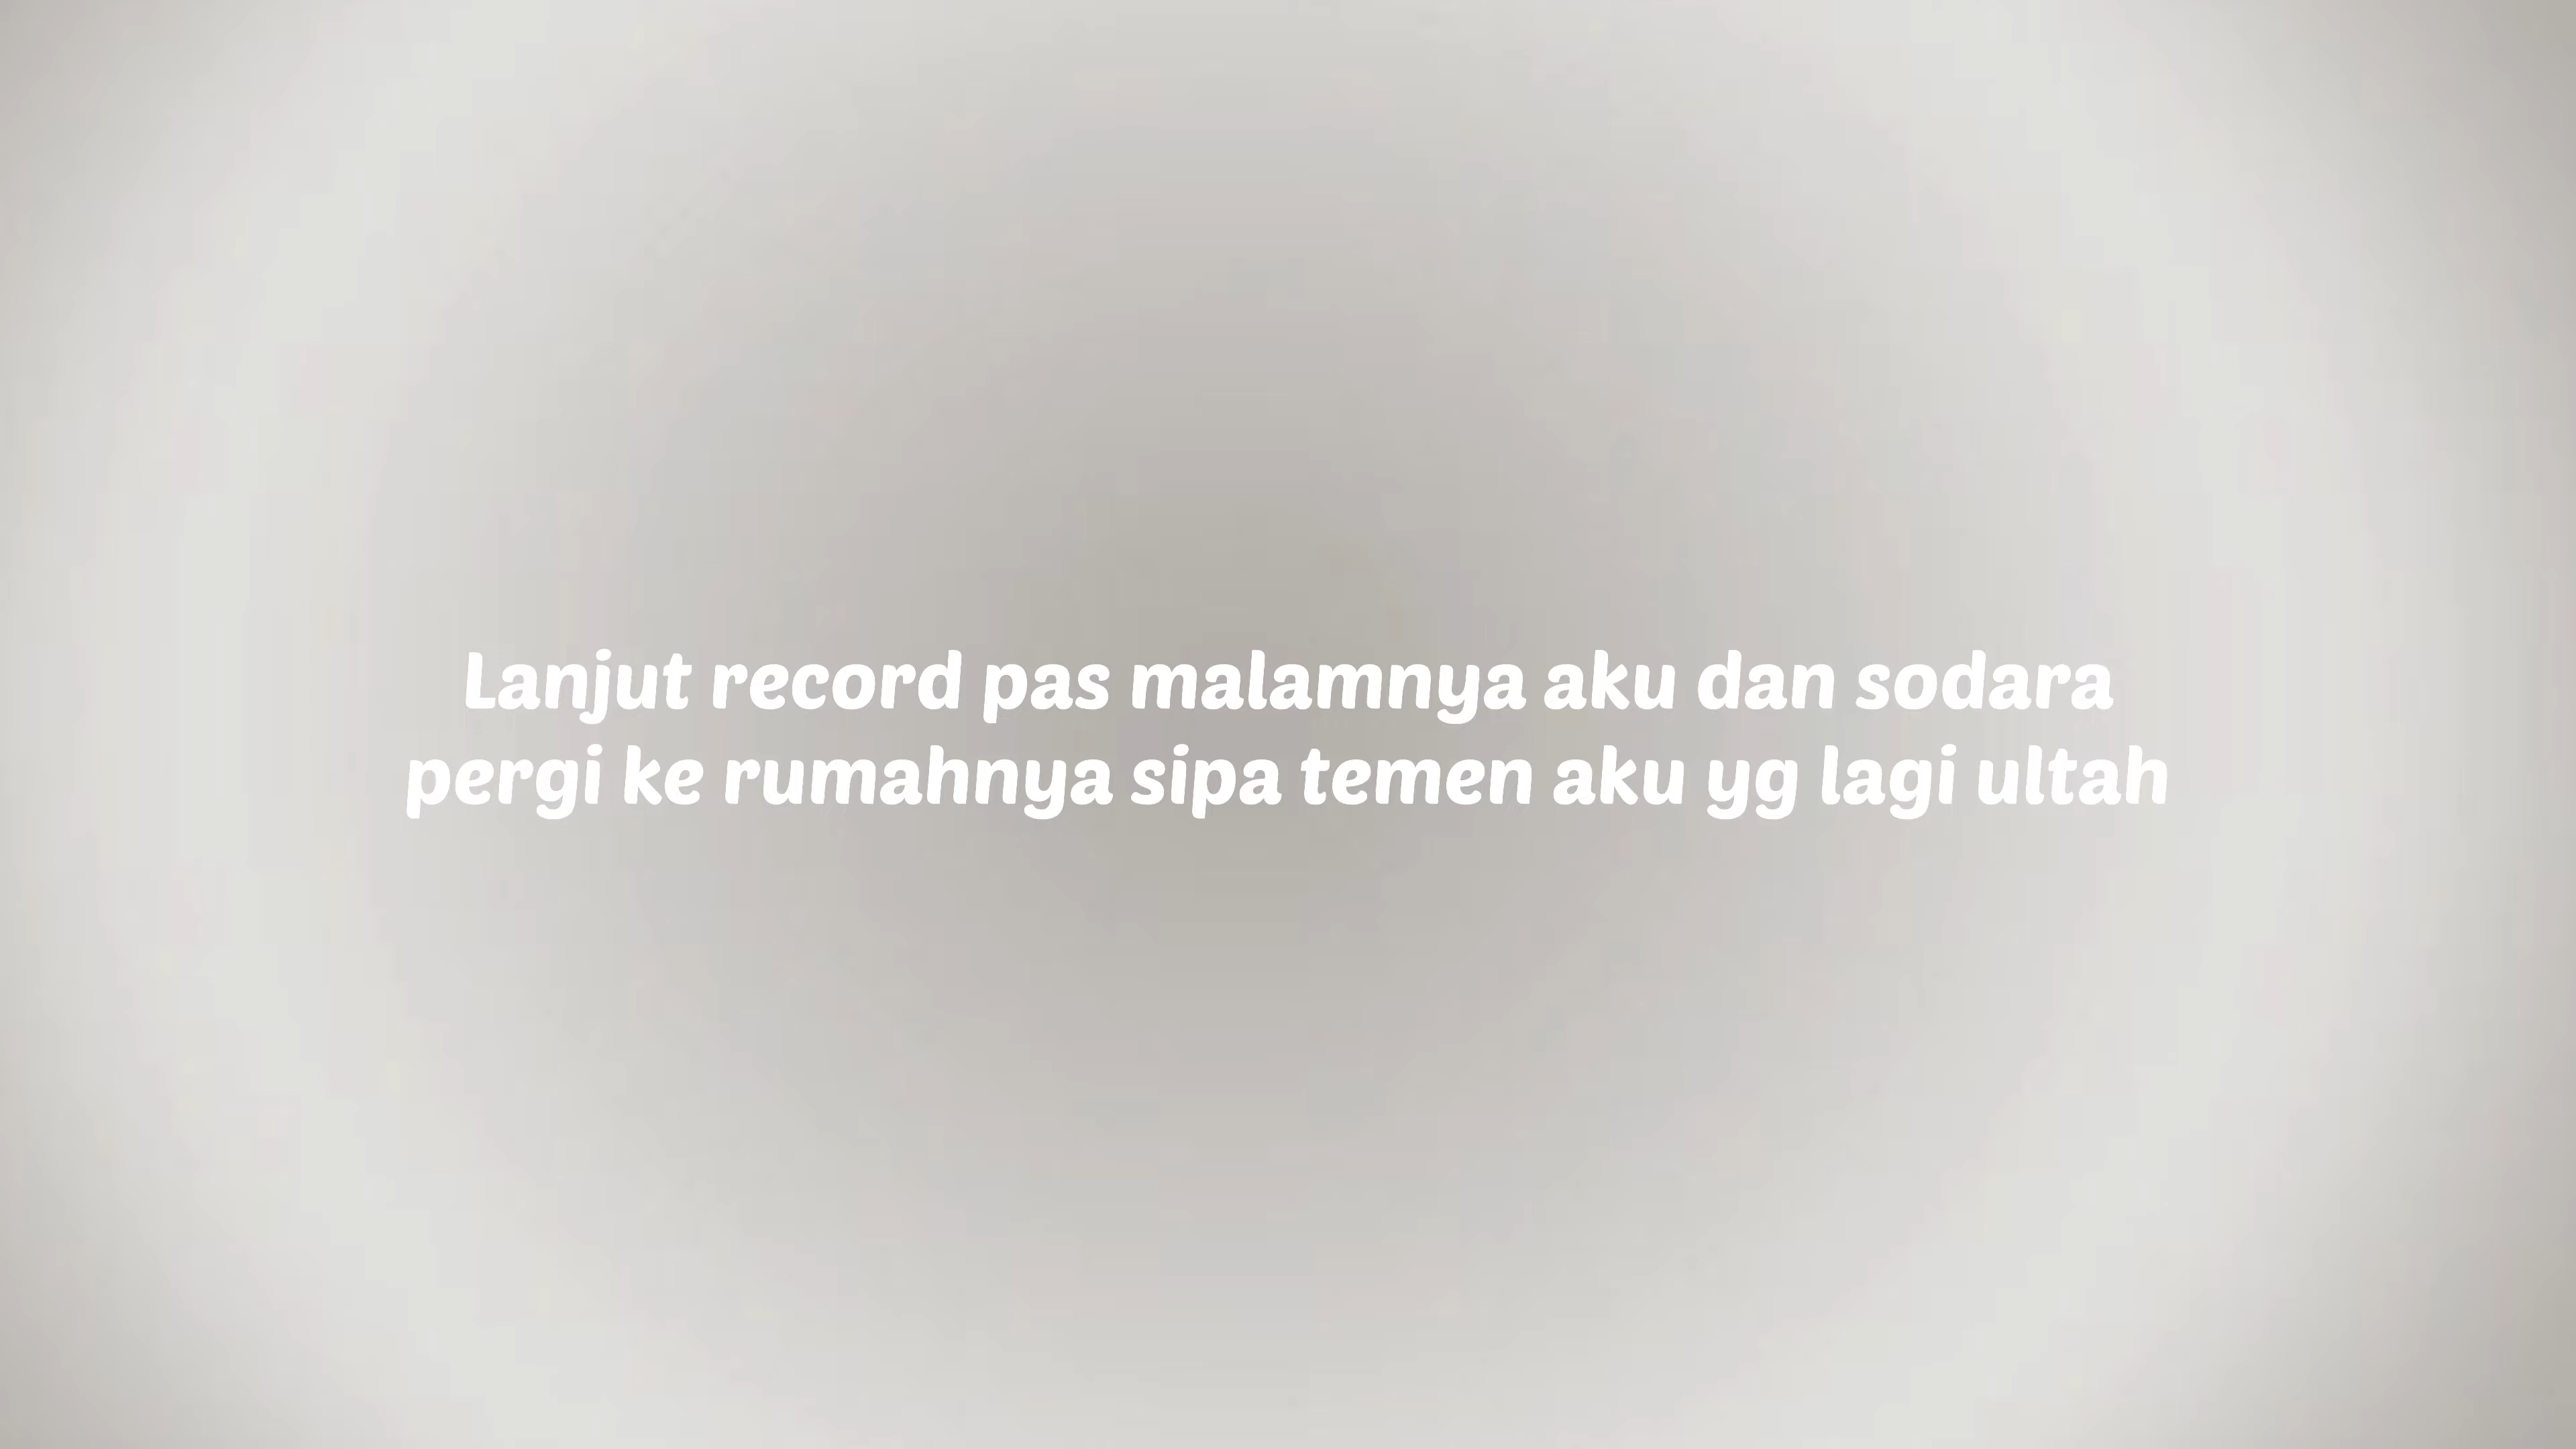 Lanjut record pas malamnya aku dan sodara
pergi ke rumahnya sipa temen aku yg lagi ultah